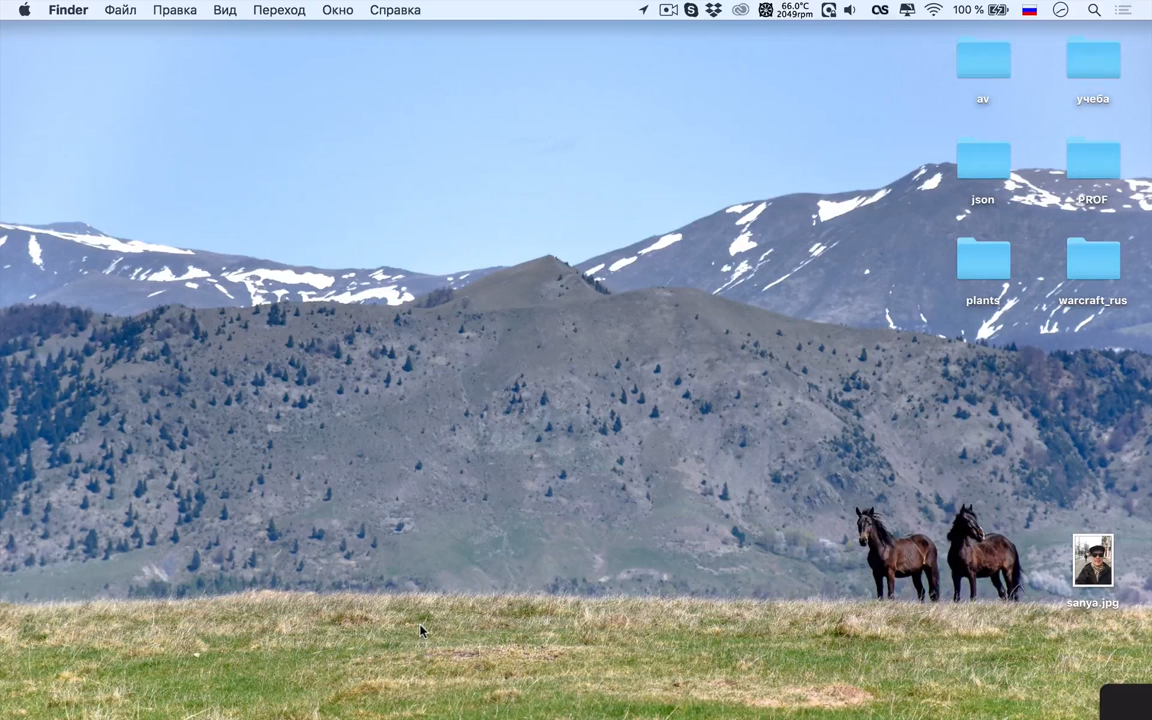 Finder Файл Правка Вид Переход Окно Справка 66.0°C 2049rpm 100 %
av учеба
json PROF
plants warcraft_rus
sanya.jpg